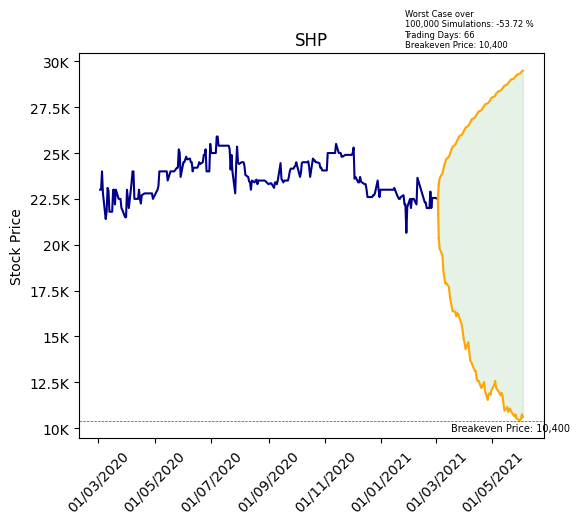 Worst Case over
100,000 Simulations: -53.72 %
Trading Days: 66
Breakeven Price: 10,400
SHP
30K
27.5K
25K
22.5K
20K
17.5K
15K
12.5K
10K
Stock Price
Breakeven Price: 10,400
01/03/2020
01/05/2020
01/07/2020
01/09/2020
01/11/2020
01/01/2021
01/03/2021
01/05/2021